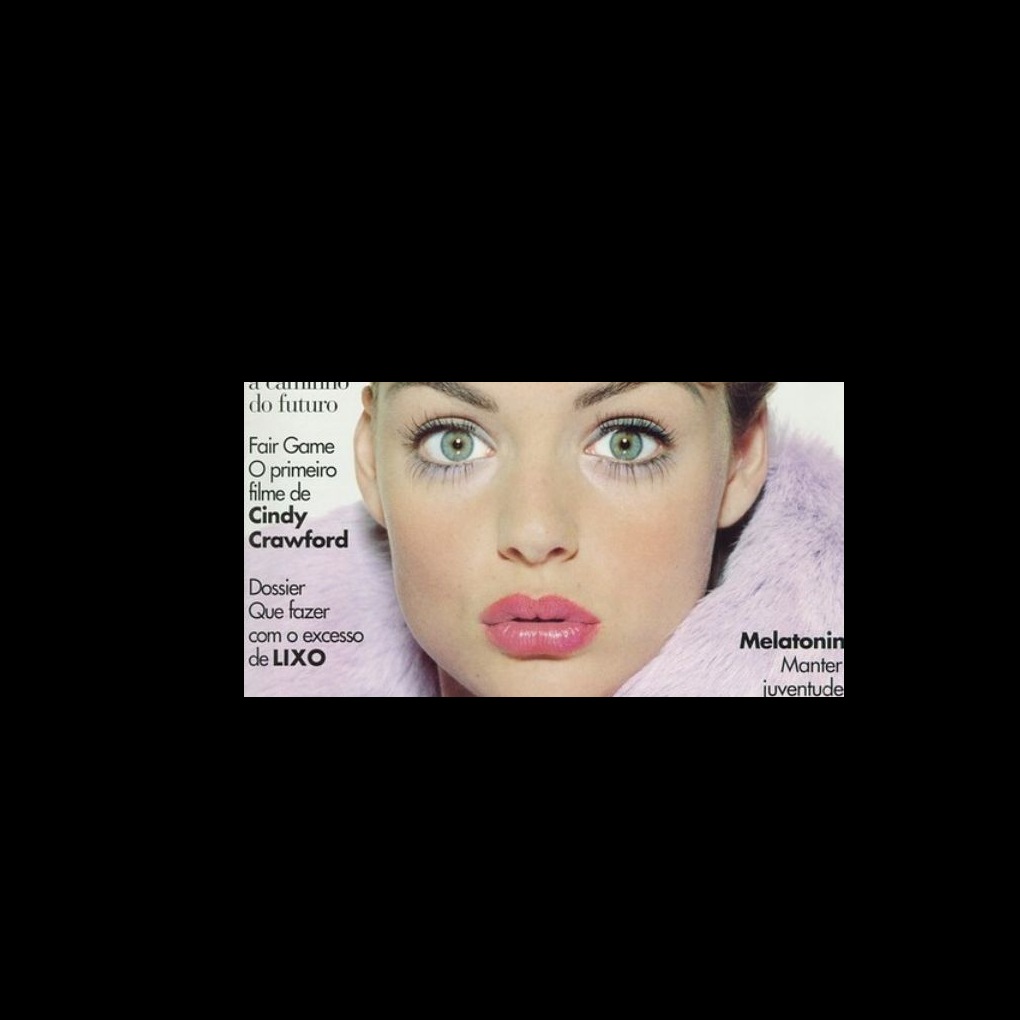 a caminho
do futuro
Fair Game
O primeiro
filme de
Cindy
Crawford
Dossier
Que fazer
com o excesso
de LIXO
Melatonin
Manter
juventude